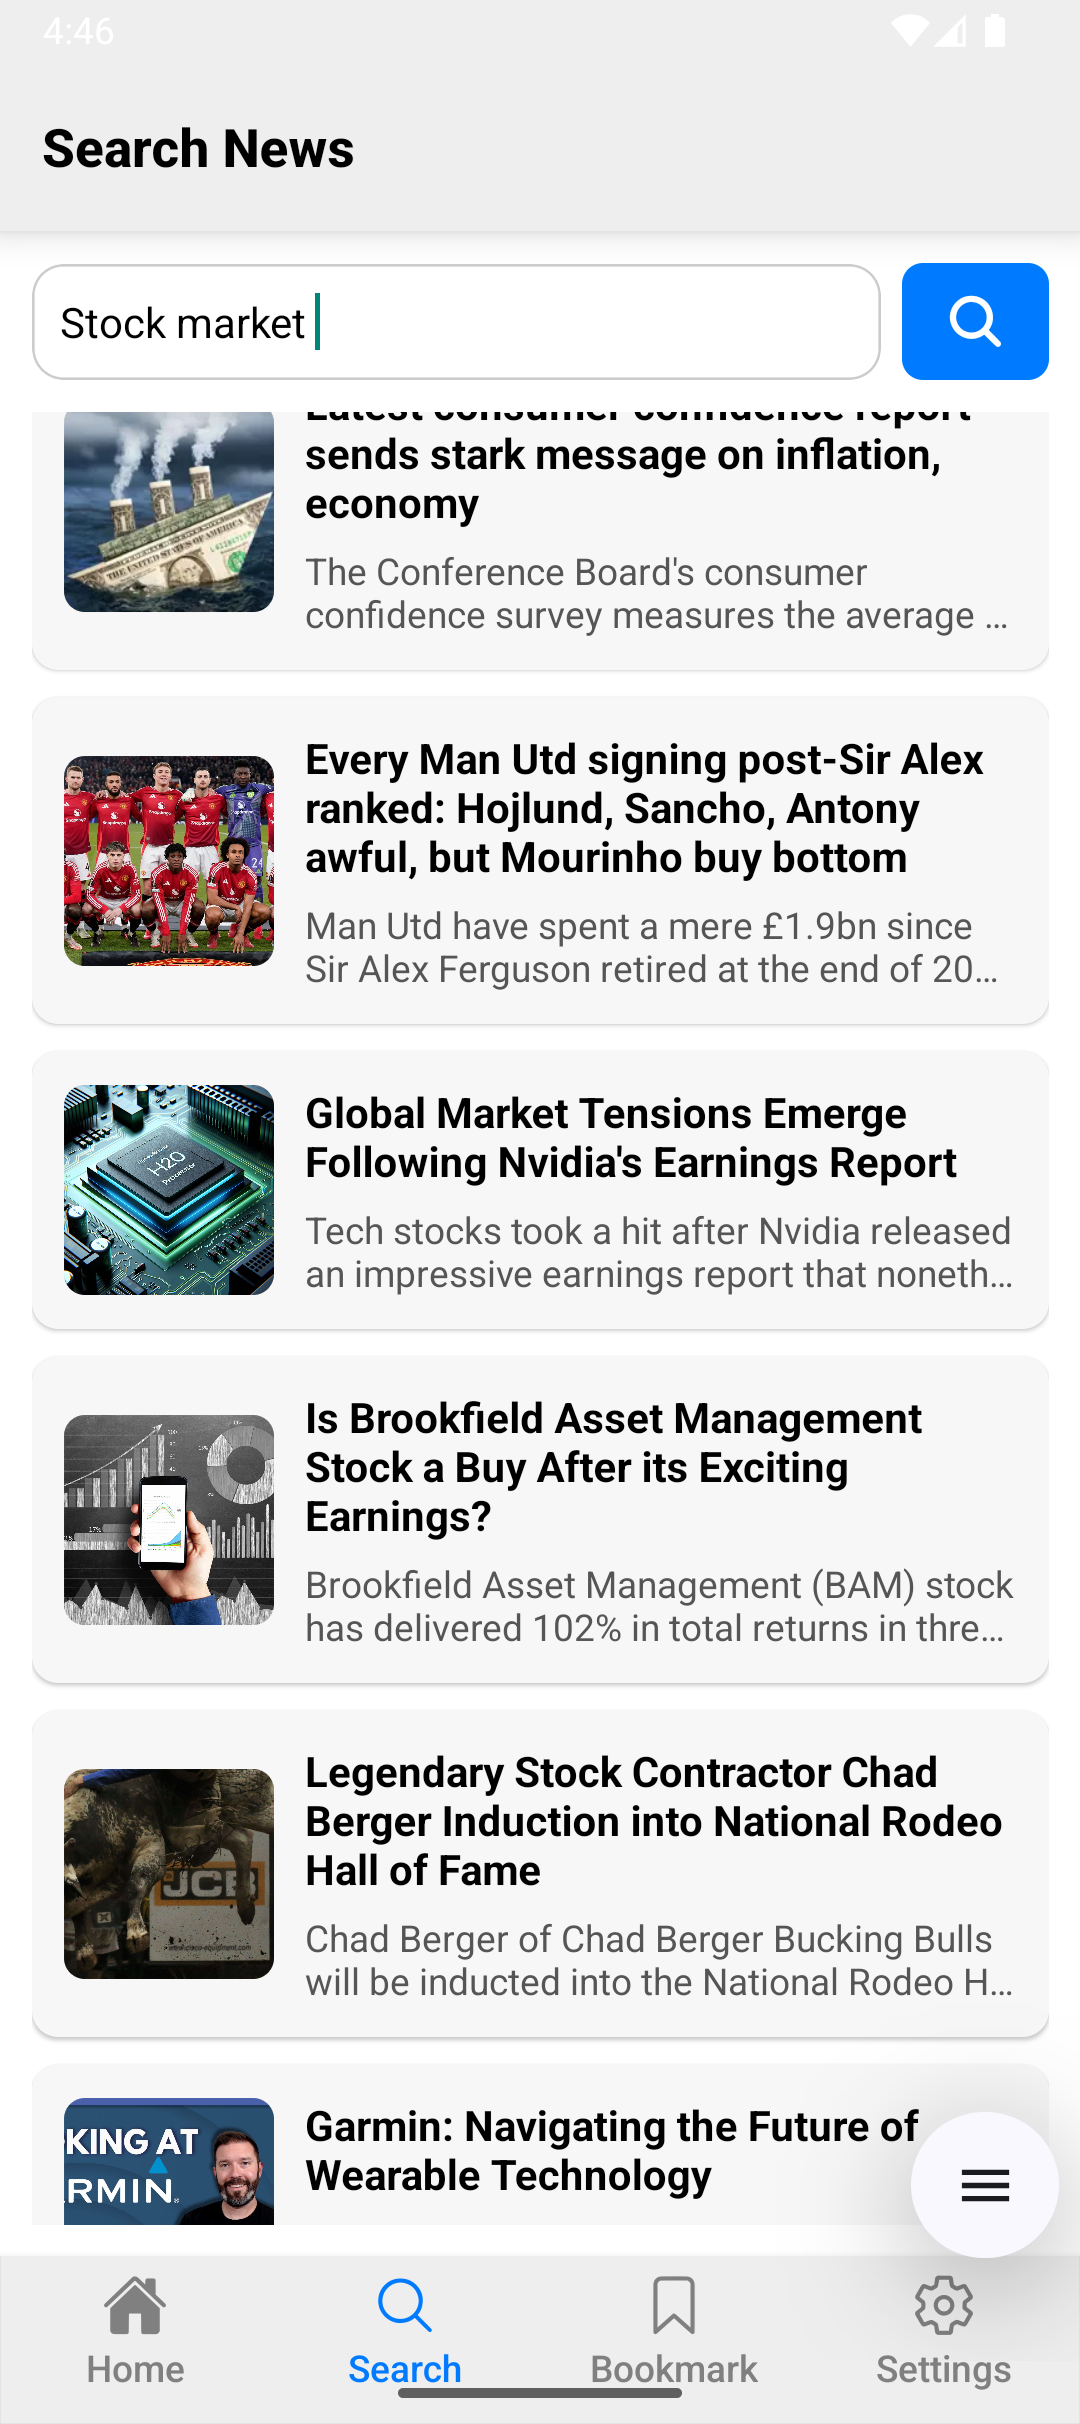 4:46
Search News
Stock market
Latest consumer confidence report
sends stark message on inflation,
economy
The Conference Board's consumer
confidence survey measures the average ...
Every Man Utd signing post-Sir Alex
ranked: Hojlund, Sancho, Antony
awful, but Mourinho buy bottom
Man Utd have spent a mere £1.9bn since
Sir Alex Ferguson retired at the end of 20...
H2O
Processor
Global Market Tensions Emerge
Following Nvidia's Earnings Report
Tech stocks took a hit after Nvidia released
an impressive earnings report that noneth...
Is Brookfield Asset Management
Stock a Buy After its Exciting
Earnings?
Brookfield Asset Management (BAM) stock
has delivered 102% in total returns in thre...
JCB
Legendary Stock Contractor Chad
Berger Induction into National Rodeo
Hall of Fame
Chad Berger of Chad Berger Bucking Bulls
will be inducted into the National Rodeo H...
KING AT
RMIN
Garmin: Navigating the Future of
Wearable Technology
Home
Search
Bookmark
Settings